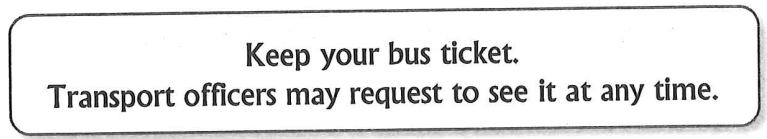 Keep your bus ticket.
Transport officers may request to see it at any time.